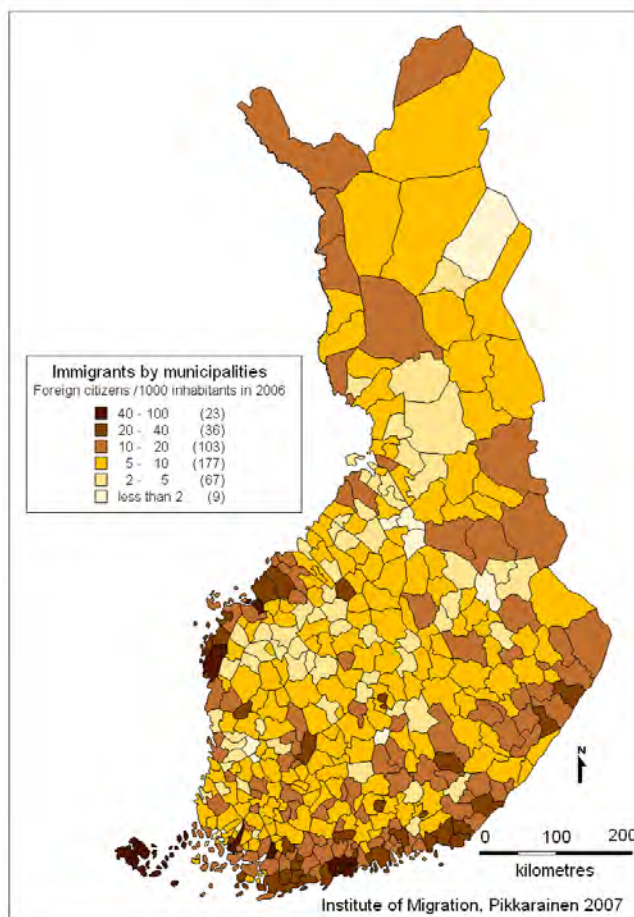 Immigrants by municipalities
Foreign citizens /1000 inhabitants in 2006
40 - 100 (23)
20 - 40 (36)
10 - 20 (103)
5 - 10 (177)
2 - 5 (67)
less than 2 (9)
N
0 100 200
kilometres
Institute of Migration, Pikkarainen 2007